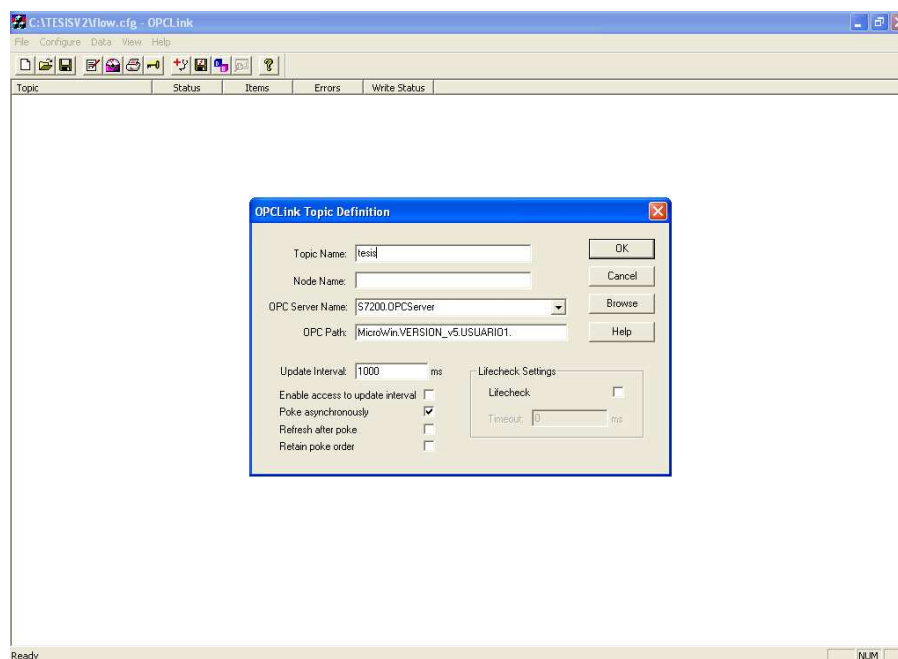 C:\TESISV2\flow.cfg - OPCLink
File Configure Data View Help
Topic Status Items Errors Write Status
OPCLink Topic Definition
Topic Name: tesis
OK
Node Name:
Cancel
OPC Server Name: S7200.OPCServer
Browse
OPC Path: MicroWin.VERSION_v5.USUARIO1.
Help
Update Interval: 1000 ms
Lifecheck Settings
Enable access to update interval
Lifecheck
Poke asynchronously
Timeout: 0 ms
Refresh after poke
Retain poke order
Ready
NUM